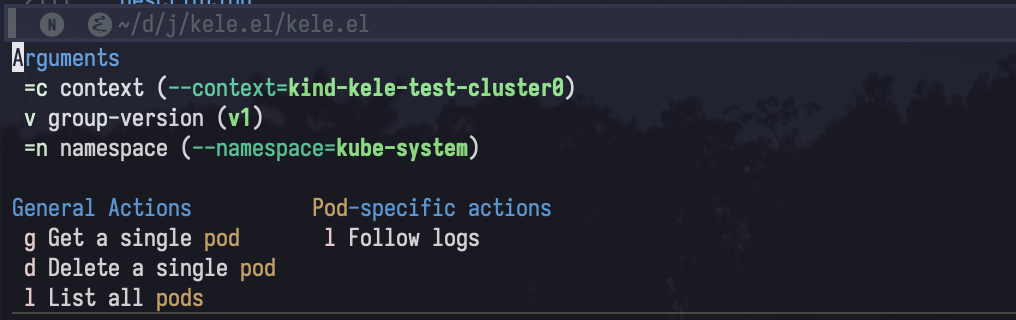 N ~/d/j/kele.el/kele.el
Arguments
=c context (--context=kind-kele-test-cluster0)
v group-version (v1)
=n namespace (--namespace=kube-system)
General Actions
g Get a single pod
d Delete a single pod
l List all pods
Pod-specific actions
l Follow logs